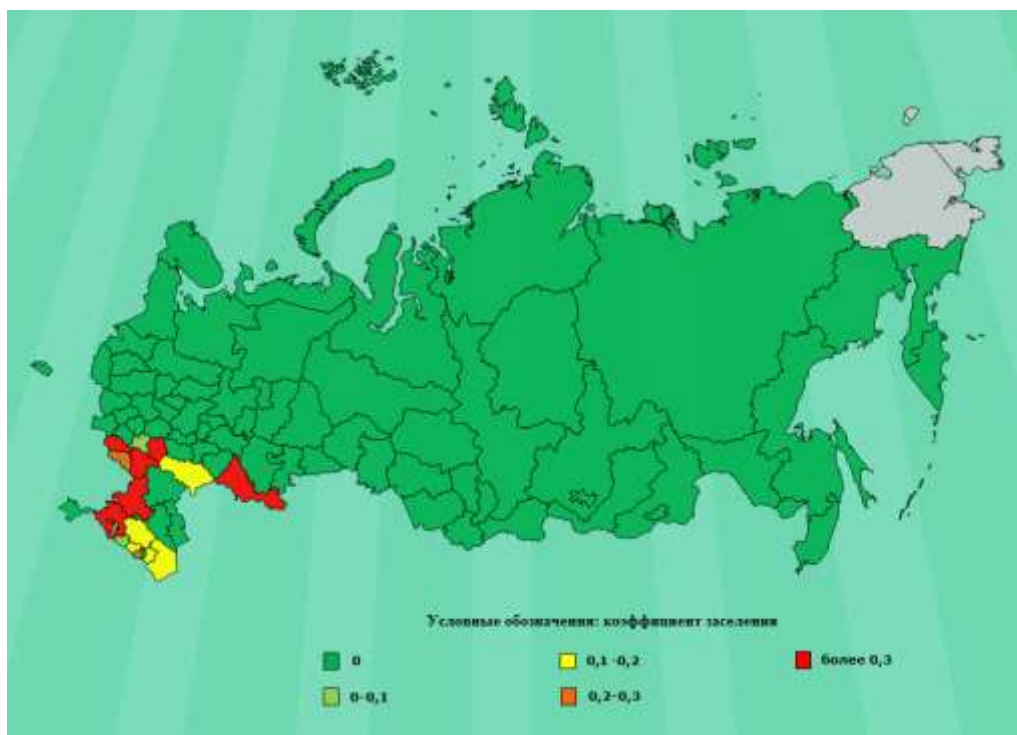 Условные обозначения: коэффициент заселения
0
0,1 -0,2
более 0,3
0-0,1
0,2-0,3